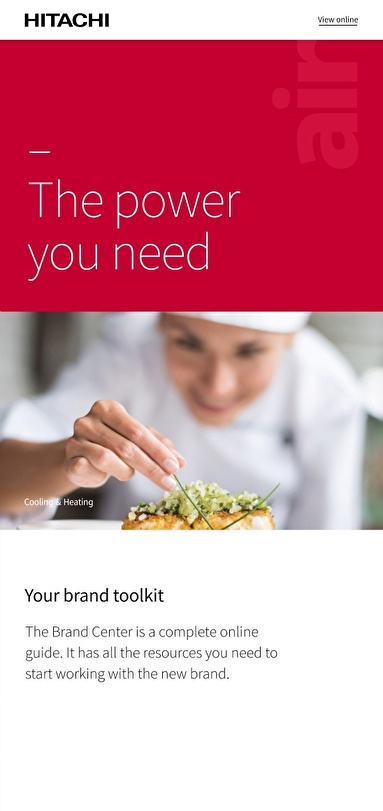 HITACHI
View online
air
The power
you need
Cooling & Heating
Your brand toolkit
The Brand Center is a complete online
guide. It has all the resources you need to
start working with the new brand.